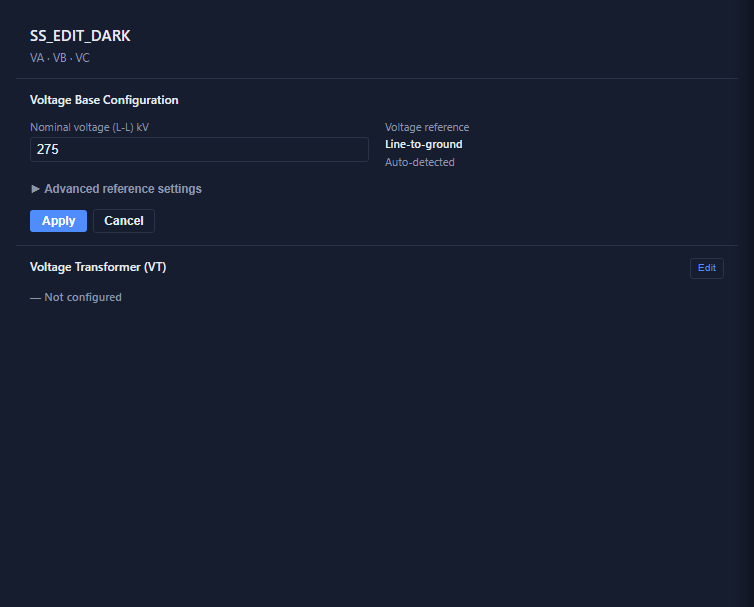 SS_EDIT_DARK
VA · VB · VC
Voltage Base Configuration
Nominal voltage (L-L) kV
275
Voltage reference
Line-to-ground
Auto-detected
▶ Advanced reference settings
Apply
Cancel
Voltage Transformer (VT)
Edit
— Not configured